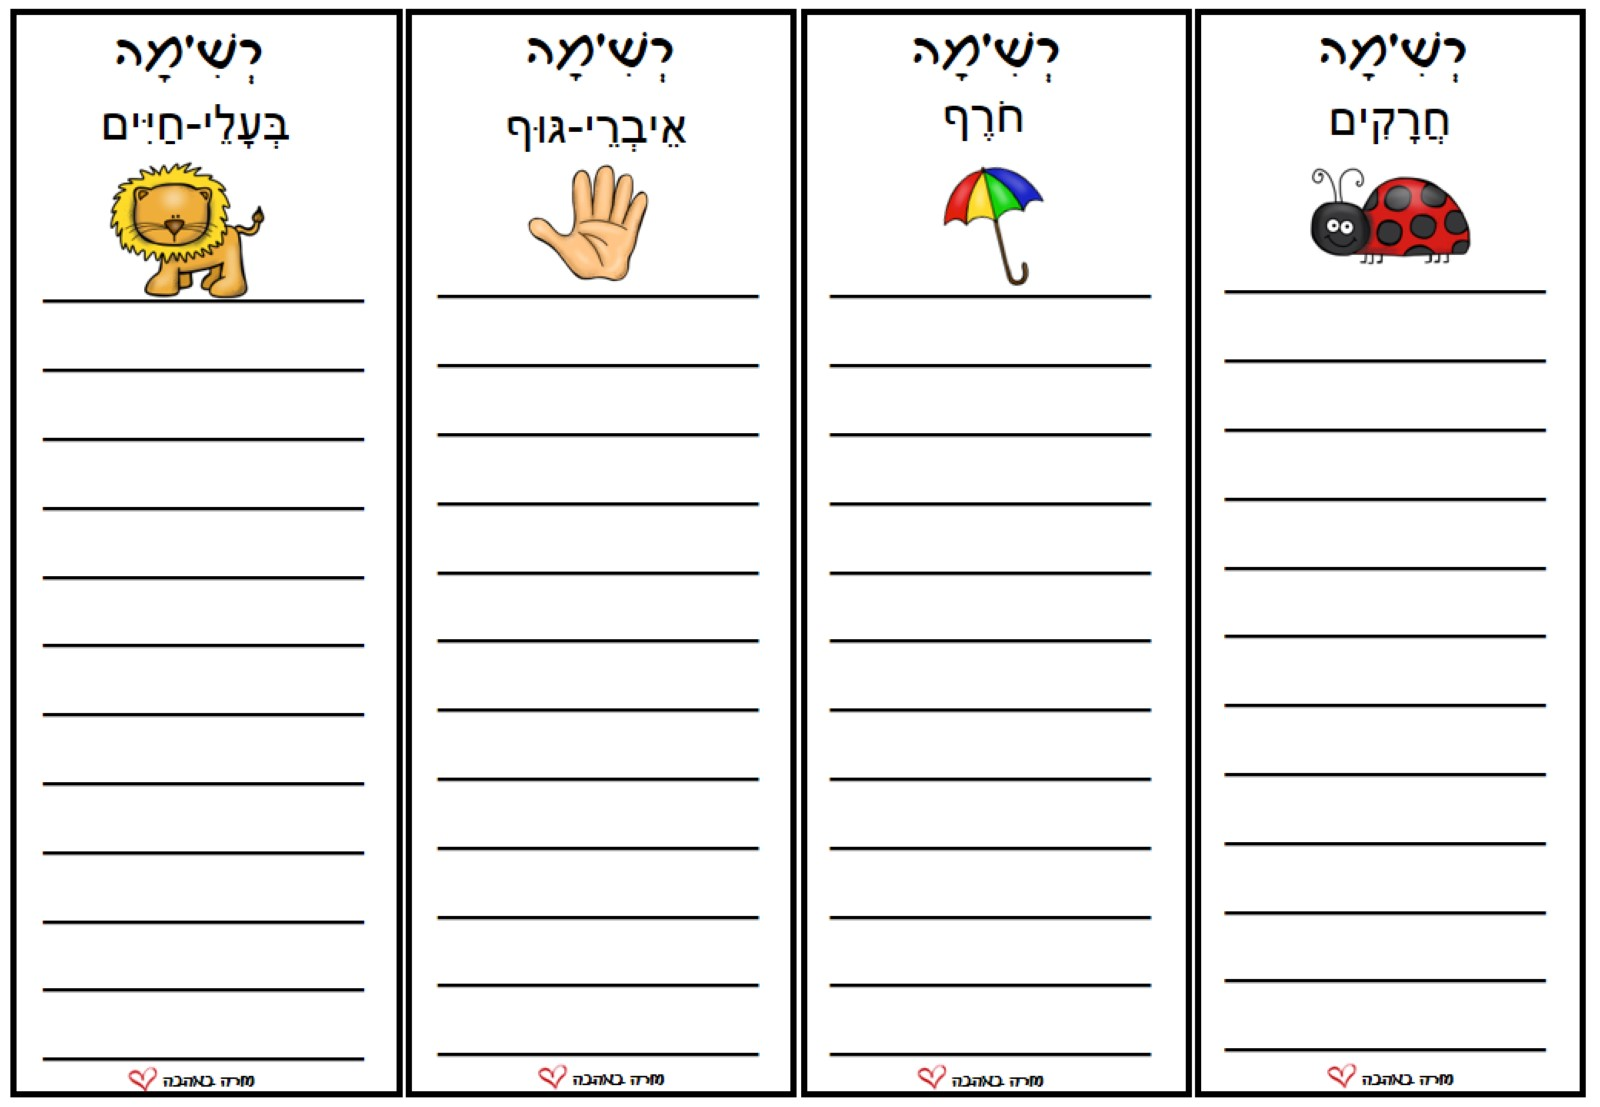 רְשִׁימָה
חֲרָקִים
מורה באהבה
רְשִׁימָה
חֹרֶף
מורה באהבה
רְשִׁימָה
אֵיבְרֵי-גּוּף
מורה באהבה
רְשִׁימָה
בְּעָלֵי-חַיִּים
מורה באהבה